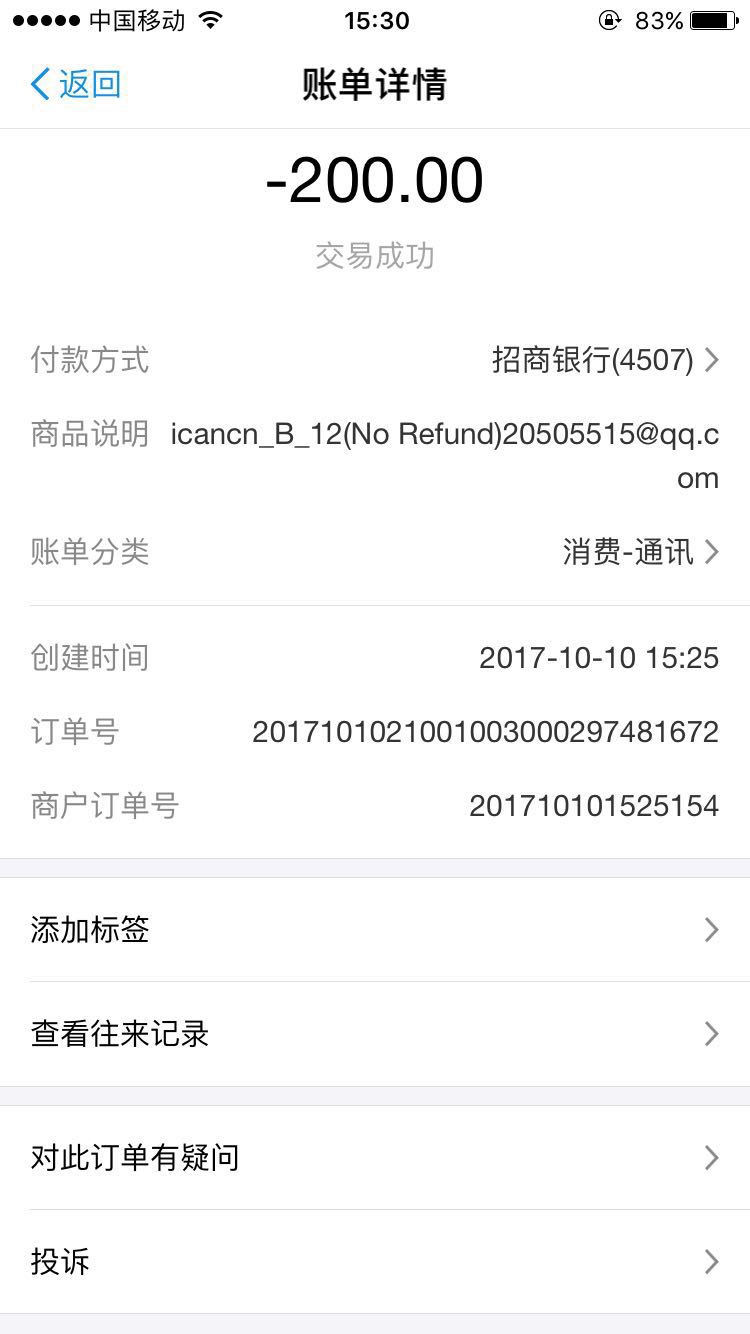 中国移动 15:30 83%
返回 账单详情
-200.00
交易成功
付款方式 招商银行(4507)
商品说明 icancn_B_12(No Refund)20505515@qq.c
om
账单分类 消费-通讯
创建时间 2017-10-10 15:25
订单号 2017101021001003000297481672
商户订单号 201710101525154
添加标签
查看往来记录
对此订单有疑问
投诉